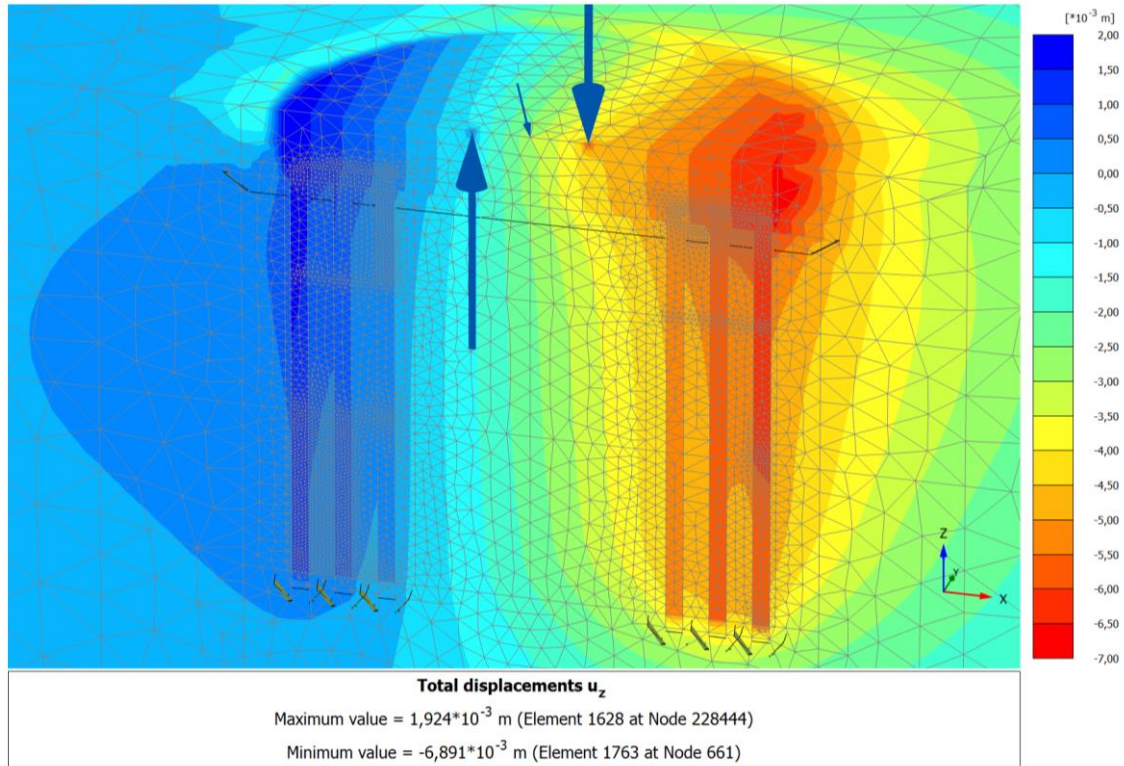 [*10⁻³ m]
2,00
1,50
1,00
0,50
0,00
-0,50
-1,00
-1,50
-2,00
-2,50
-3,00
-3,50
-4,00
-4,50
-5,00
-5,50
-6,00
-6,50
-7,00
Z
Y
X
Total displacements u_z
Maximum value = 1,924*10⁻³ m (Element 1628 at Node 228444)
Minimum value = -6,891*10⁻³ m (Element 1763 at Node 661)